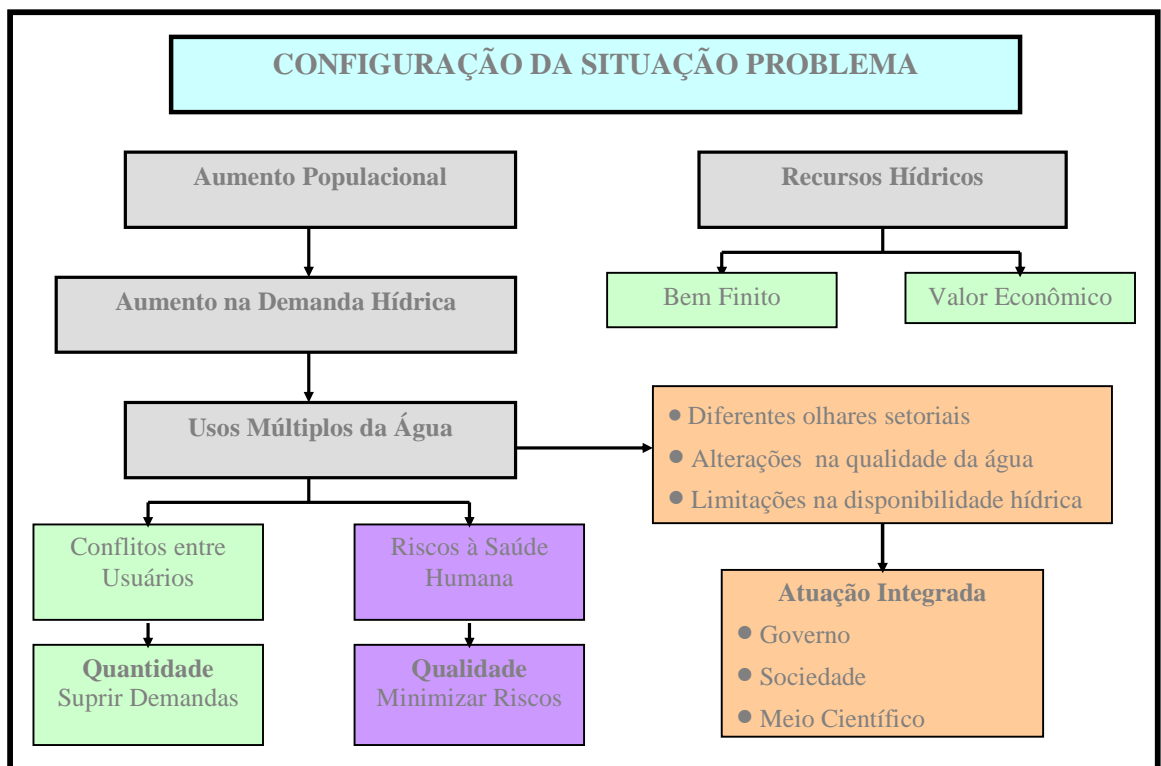 CONFIGURAÇÃO DA SITUAÇÃO PROBLEMA
Aumento Populacional
Recursos Hídricos
Aumento na Demanda Hídrica
Bem Finito
Valor Econômico
Usos Múltiplos da Água
● Diferentes olhares setoriais
● Alterações na qualidade da água
● Limitações na disponibilidade hídrica
Conflitos entre
Usuários
Riscos à Saúde
Humana
Quantidade
Suprir Demandas
Qualidade
Minimizar Riscos
Atuação Integrada
● Governo
● Sociedade
● Meio Científico